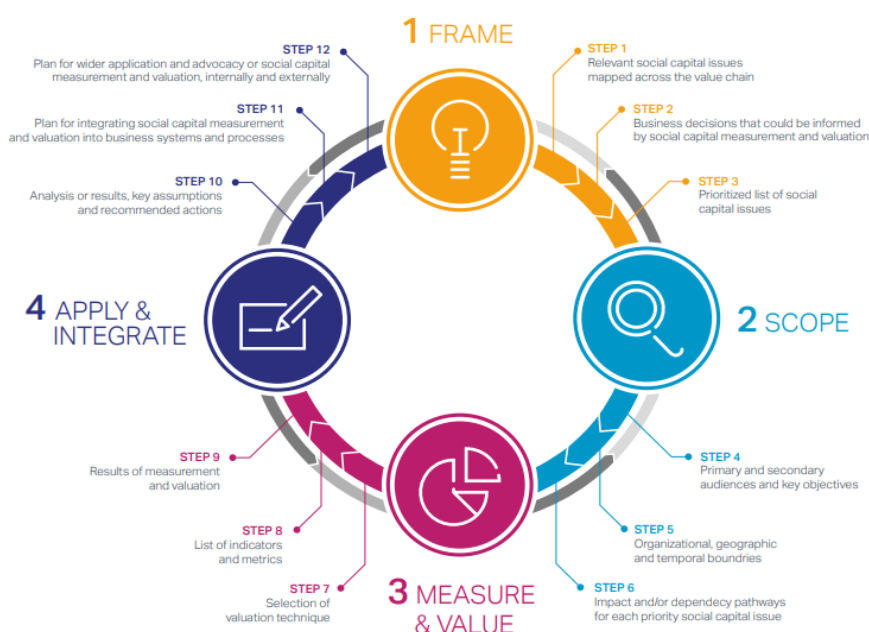 1 FRAME
STEP 1
Relevant social capital issues
mapped across the value chain
STEP 2
Business decisions that could be informed
by social capital measurement and valuation
STEP 3
Prioritized list of social
capital issues
2 SCOPE
STEP 4
Primary and secondary
audiences and key objectives
STEP 5
Organizational, geographic
and temporal boundries
STEP 6
Impact and/or dependecy pathways
for each priority social capital issue
3 MEASURE
& VALUE
STEP 7
Selection of
valuation technique
STEP 8
List of indicators
and metrics
STEP 9
Results of measurement
and valuation
4 APPLY &
INTEGRATE
STEP 10
Analysis or results, key assumptions
and recommended actions
STEP 11
Plan for integrating social capital measurement
and valuation into business systems and processes
STEP 12
Plan for wider application and advocacy or social capital
measurement and valuation, internally and externally